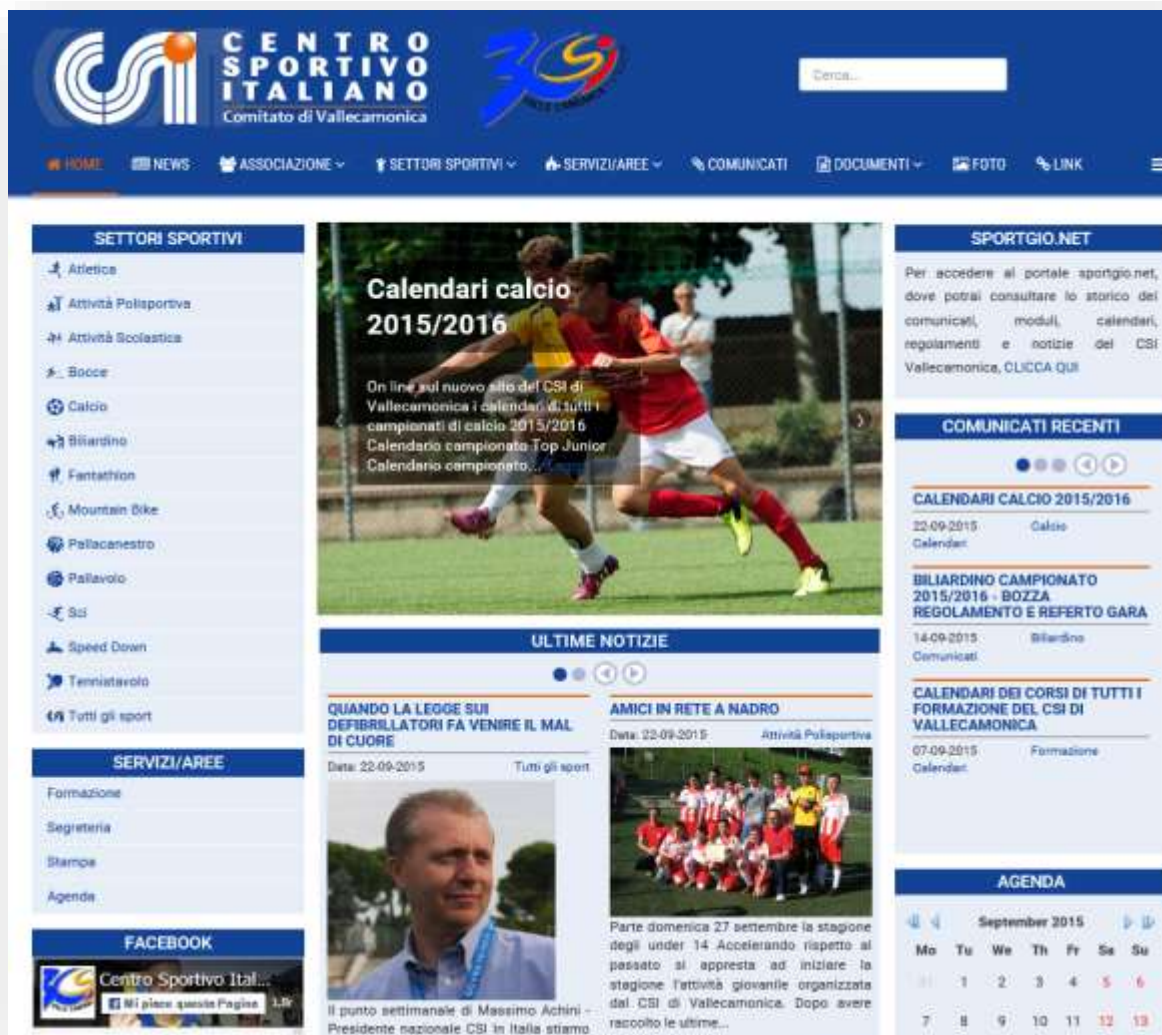 CENTRO
SPORTIVO
ITALIANO
Comitato di Vallecamonica
Cerca...
HOME
NEWS
ASSOCIAZIONE
SETTORI SPORTIVI
SERVIZI/AREE
COMUNICATI
DOCUMENTI
FOTO
LINK
SETTORI SPORTIVI
Atletica
Attività Polisportiva
Attività Scolastica
Bocce
Calcio
Biliardino
Fantathlon
Mountain Bike
Pallacanestro
Pallavolo
Sci
Speed Down
Tennistavolo
Tutti gli sport
SERVIZI/AREE
Formazione
Segreteria
Stampa
Agenda
FACEBOOK
Centro Sportivo Ital...
Mi piace questa Pagina
Calendari calcio
2015/2016
On line sul nuovo sito del CSI di
Vallecamonica i calendari di tutti i
campionati di calcio 2015/2016
Calendario campionato Top Junior
Calendario campionato...
ULTIME NOTIZIE
QUANDO LA LEGGE SUI
DEFIBRILLATORI FA VENIRE IL MAL
DI CUORE
Data: 22-09-2015 Tutti gli sport
Il punto settimanale di Massimo Achini -
Presidente nazionale CSI in Italia stiamo
AMICI IN RETE A NADRO
Data: 22-09-2015 Attività Polisportiva
Parte domenica 27 settembre la stagione
degli under 14 Accelerando rispetto al
passato si appresta ad iniziare la
stagione l'attività giovanile organizzata
dal CSI di Vallecamonica. Dopo avere
raccolto le ultime...
SPORTGIO.NET
Per accedere al portale sportgio.net,
dove potrai consultare lo storico dei
comunicati, moduli, calendari,
regolamenti e notizie del CSI
Vallecamonica, CLICCA QUI
COMUNICATI RECENTI
CALENDARI CALCIO 2015/2016
22-09-2015 Calcio
Calendari
BILIARDINO CAMPIONATO
2015/2016 - BOZZA
REGOLAMENTO E REFERTO GARA
14-09-2015 Biliardino
Comunicati
CALENDARI DEI CORSI DI TUTTI I
FORMAZIONE DEL CSI DI
VALLECAMONICA
07-09-2015 Formazione
Calendari
AGENDA
September 2015
Mo Tu We Th Fr Sa Su
31 1 2 3 4 5 6
7 8 9 10 11 12 13